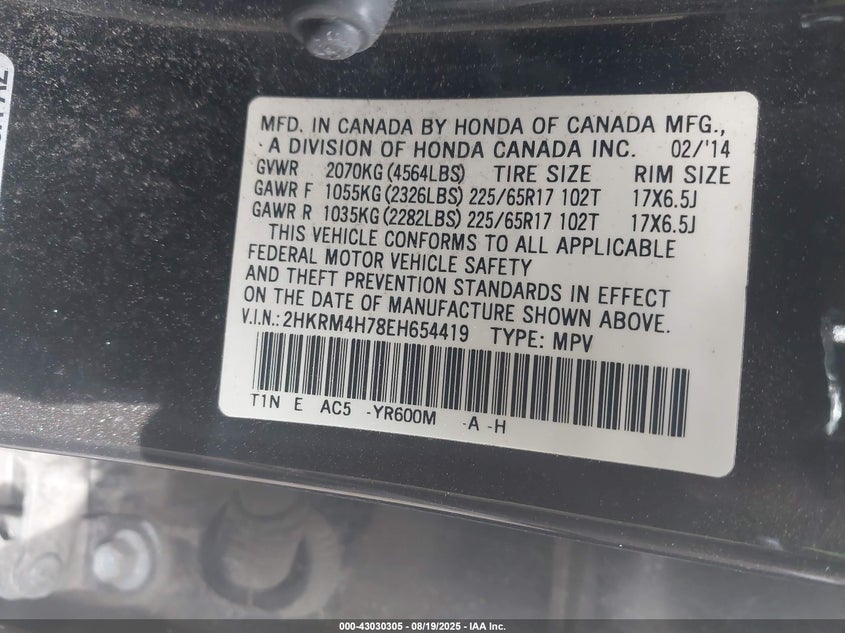 MFD. IN CANADA BY HONDA OF CANADA MFG.,
A DIVISION OF HONDA CANADA INC. 02/'14
GVWR 2070KG(4564LBS) TIRE SIZE RIM SIZE
GAWR F 1055KG(2326LBS) 225/65R17 102T 17X6.5J
GAWR R 1035KG(2282LBS) 225/65R17 102T 17X6.5J
THIS VEHICLE CONFORMS TO ALL APPLICABLE
FEDERAL MOTOR VEHICLE SAFETY
AND THEFT PREVENTION STANDARDS IN EFFECT
ON THE DATE OF MANUFACTURE SHOWN ABOVE.
V.I.N.: 2HKRM4H78EH654419 TYPE: MPV
T1N E AC5 -YR600M -A -H
000-43030305 - 08/19/2025 - IAA Inc.